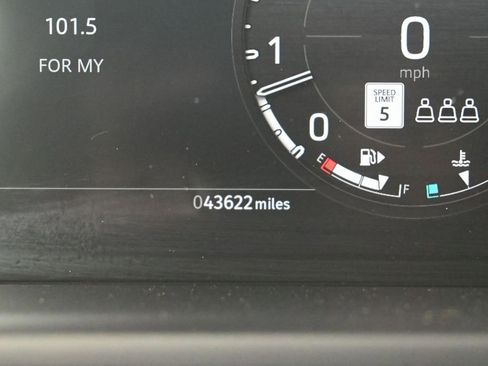 101.5
FOR MY
0
mph
SPEED
LIMIT
5
1
0
E
F
043622 miles